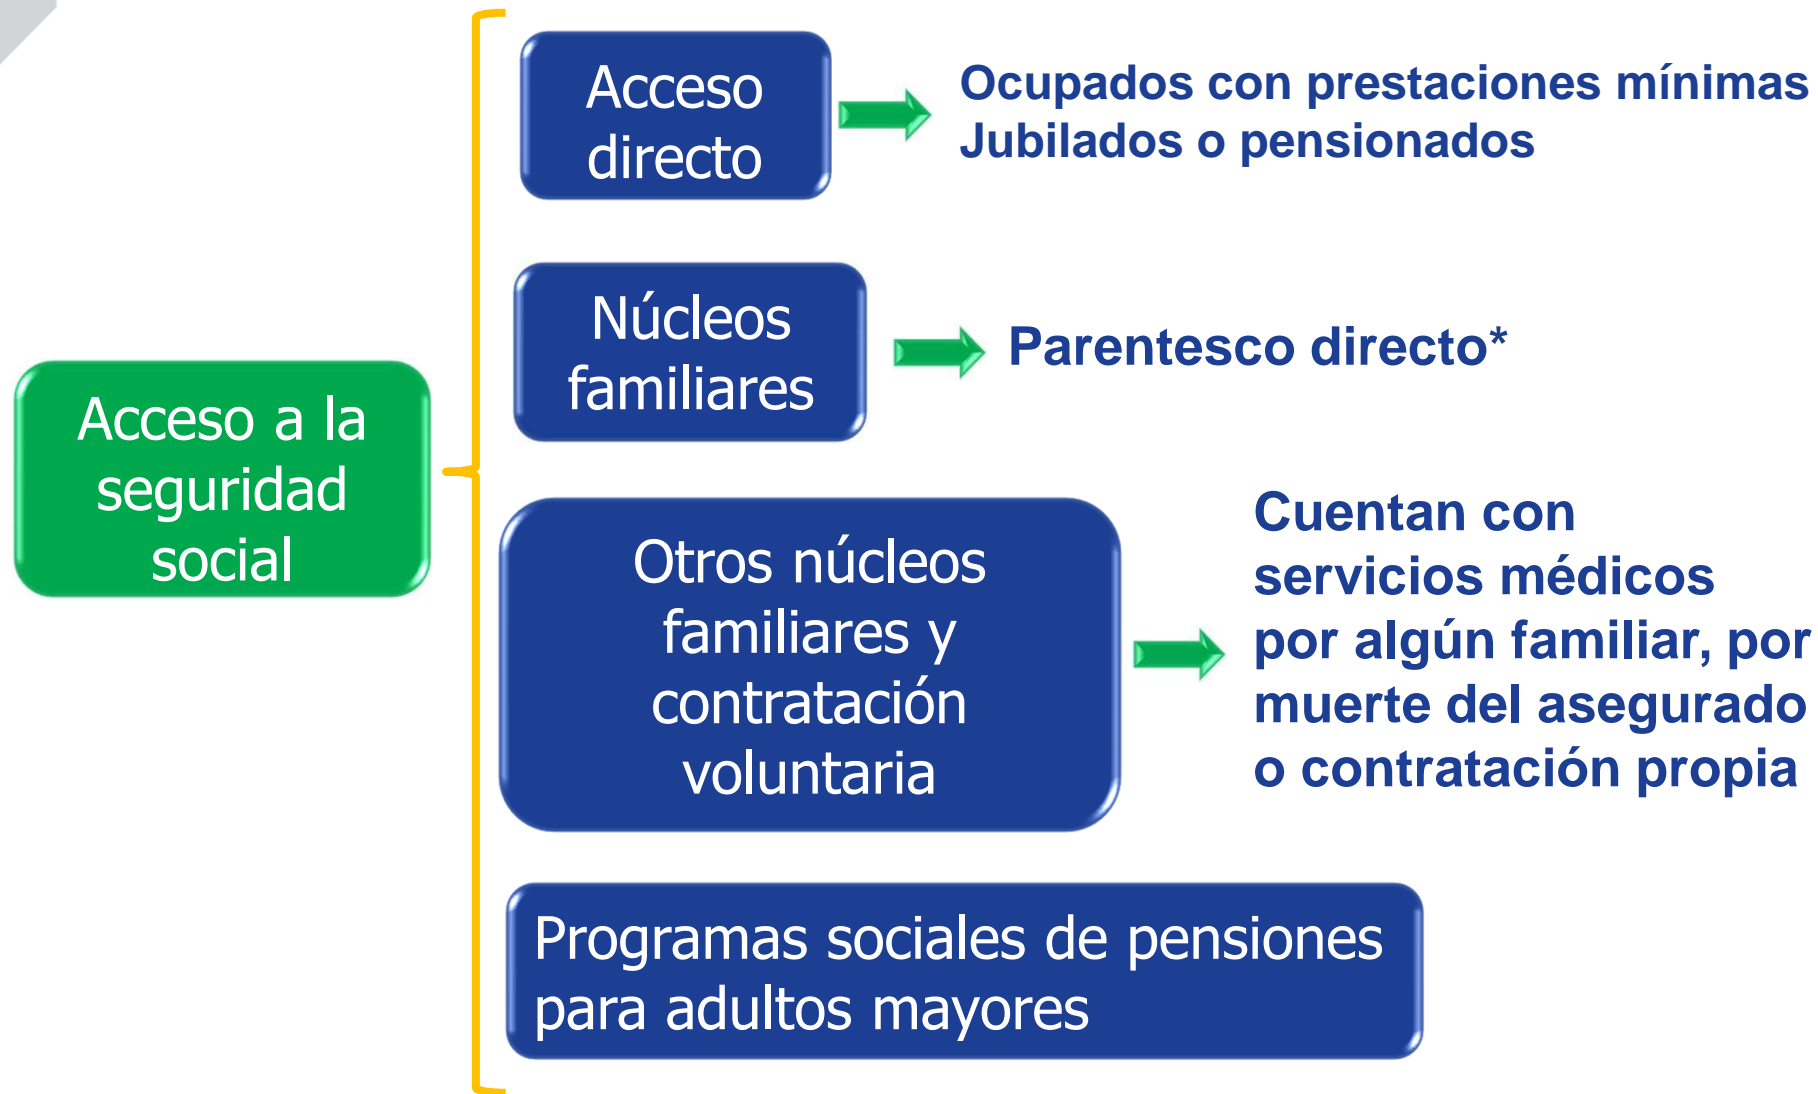 Acceso
directo
Ocupados con prestaciones mínimas
Jubilados o pensionados
Núcleos
familiares
Parentesco directo*
Acceso a la
seguridad
social
Otros núcleos
familiares y
contratación
voluntaria
Cuentan con
servicios médicos
por algún familiar, por
muerte del asegurado
o contratación propia
Programas sociales de pensiones
para adultos mayores